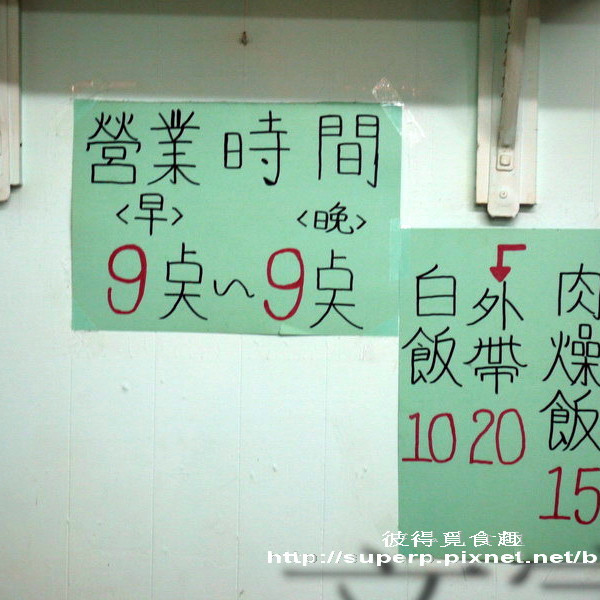 營業時間
<早> <晚>
9点~9点
白飯 10
外帶 20
肉燥飯 15
彼得覓食趣
http://superp.pixnet.net/b